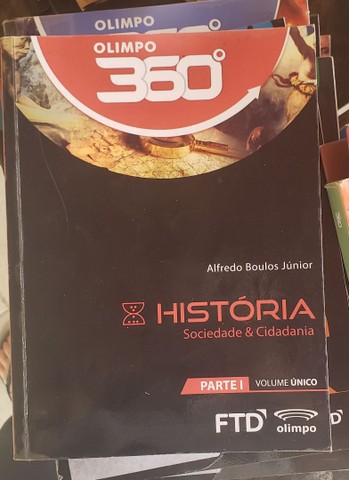 OLIMPO
OLIMPO
360°
Alfredo Boulos Júnior
HISTÓRIA
Sociedade & Cidadania
PARTE I VOLUME ÚNICO
FTD olimpo